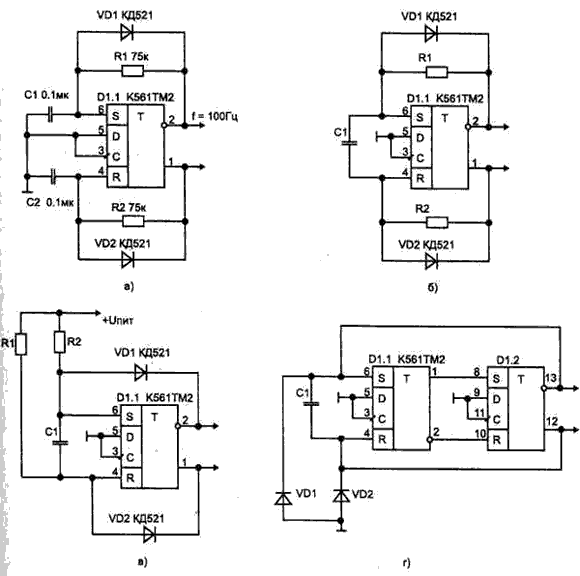 VD1 КД521
R1 75к
C1 0.1мк
D1.1 К561ТМ2
6 S T 2
f = 100Гц
5 D
3 C
1
4 R
C2 0.1мк
R2 75к
VD2 КД521
а)
VD1 КД521
R1
D1.1 К561ТМ2
6 S T 2
C1
5 D
3 C
1
4 R
R2
VD2 КД521
б)
+Uпит
R1
R2
VD1 КД521
D1.1 К561ТМ2
6 S T 2
C1
5 D
3 C
1
4 R
VD2 КД521
в)
D1.1 К561ТМ2
D1.2
6 S T 1
8 S T 13
C1
5 D
9 D
3 C
11 C
12
4 R 2
10 R
VD1
VD2
г)